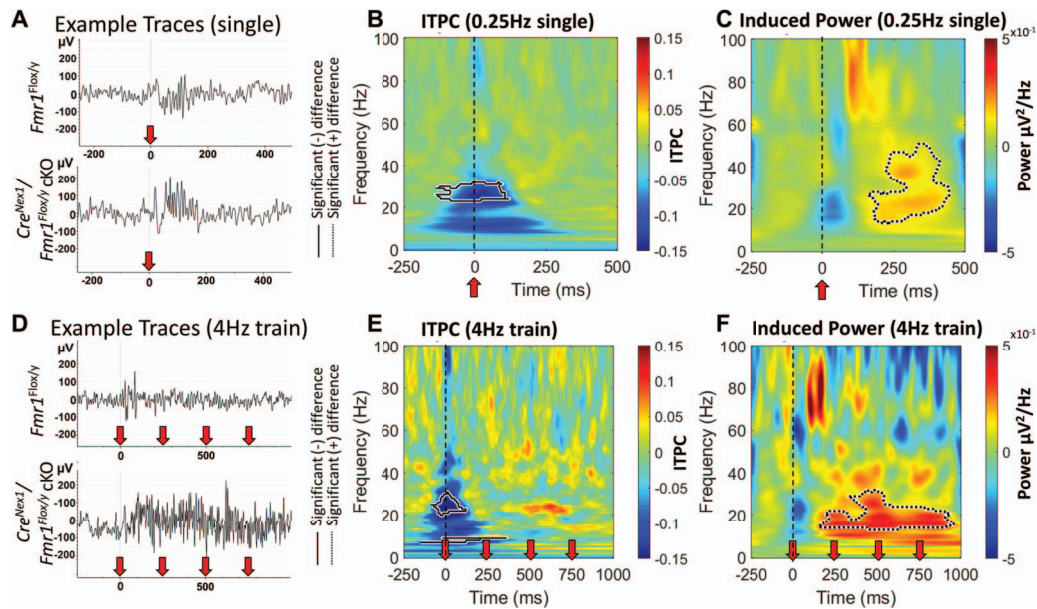 A
Example Traces (single)
µV
Fmr1Flox/y
100
0
-100
-200
-200
0
200
400
µV
CreNex1/
Fmr1Flox/y cKO
200
100
0
-100
-200
-200
0
200
400
Significant (-) difference
Significant (+) difference
B
ITPC (0.25Hz single)
Frequency (Hz)
100
80
60
40
20
0
-250
0
250
500
Time (ms)
0.15
0.1
0.05
0
-0.05
-0.1
-0.15
ITPC
C
Induced Power (0.25Hz single)
Frequency (Hz)
100
80
60
40
20
0
-250
0
250
500
Time (ms)
x10-1
5
-5
Power µV2/Hz
D
Example Traces (4Hz train)
Fmr1Flox/y
µV
200
100
0
-100
-200
0
500
CreNex1/
Fmr1Flox/y cKO
µV
200
100
0
-100
-200
0
500
Significant (-) difference
Significant (+) difference
E
ITPC (4Hz train)
Frequency (Hz)
100
80
60
40
20
0
-250
0
250
500
750
1000
Time (ms)
0.15
0.1
0.05
0
-0.05
-0.1
-0.15
ITPC
F
Induced Power (4Hz train)
Frequency (Hz)
100
80
60
40
20
0
-250
0
250
500
750
1000
Time (ms)
x10-1
5
-5
Power µV2/Hz